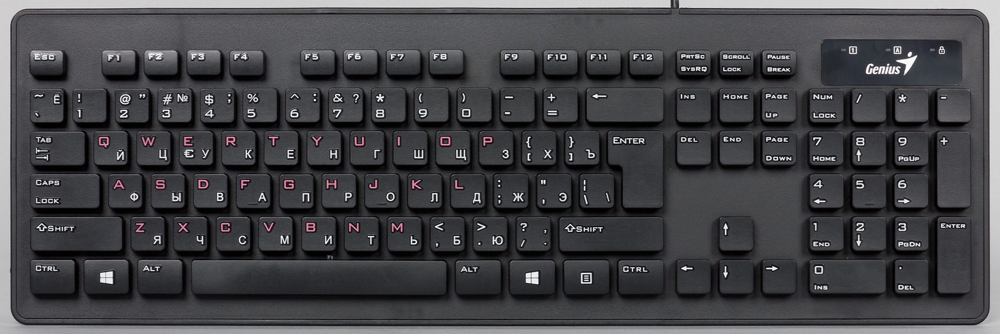 Esc F1 F2 F3 F4 F5 F6 F7 F8 F9 F10 F11 F12 PrtSc Scroll Pause 1 A
SysRq Lock Break Genius
~ Ё ! @ ” # № $ ; % ^ : & ? * ( ) – + ← Ins Home Page Num / * -
` 1 2 3 4 5 6 7 8 9 0 - = Up Lock
Tab Q W E R T Y U I O P { } Enter Del End Page 7 8 9 +
Й Ц € У К Е Н Г Ш Щ З [ Х ] Ъ Down Home ↑ PgUp
Caps A S D F G H J K L : " ¦ 4 5 6
Lock Ф Ы В _ А П Р _ О Л Д ; Ж ' Э \ \ ← _ →
⇧Shift Z X C V B N M < > ? , ⇧Shift ↑ 1 2 3 Enter
Я Ч С М И Т Ь , Б . Ю / . End ↓ PgDn
Ctrl Alt Alt Ctrl ← ↓ → 0 .
Ins Del